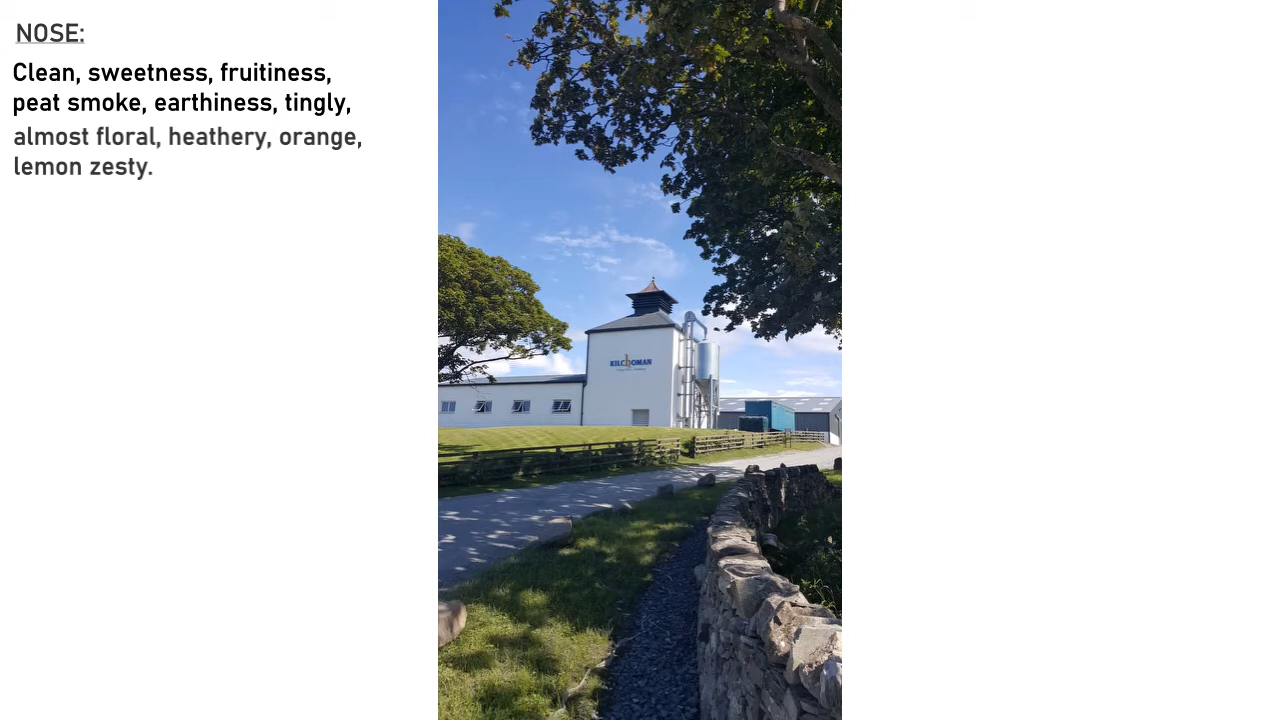 NOSE:
Clean, sweetness, fruitiness,
peat smoke, earthiness, tingly,
almost floral, heathery, orange,
lemon zesty.
KILCHOMAN